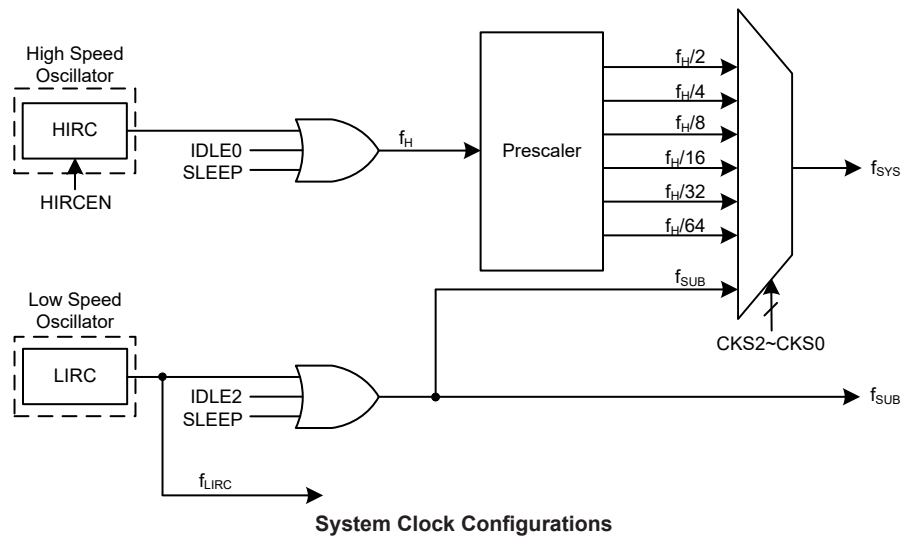 High Speed
Oscillator
HIRC
HIRCEN
IDLE0
SLEEP
fH
Prescaler
fH/2
fH/4
fH/8
fH/16
fH/32
fH/64
fSUB
fSYS
CKS2~CKS0
Low Speed
Oscillator
LIRC
IDLE2
SLEEP
fSUB
fLIRC
System Clock Configurations